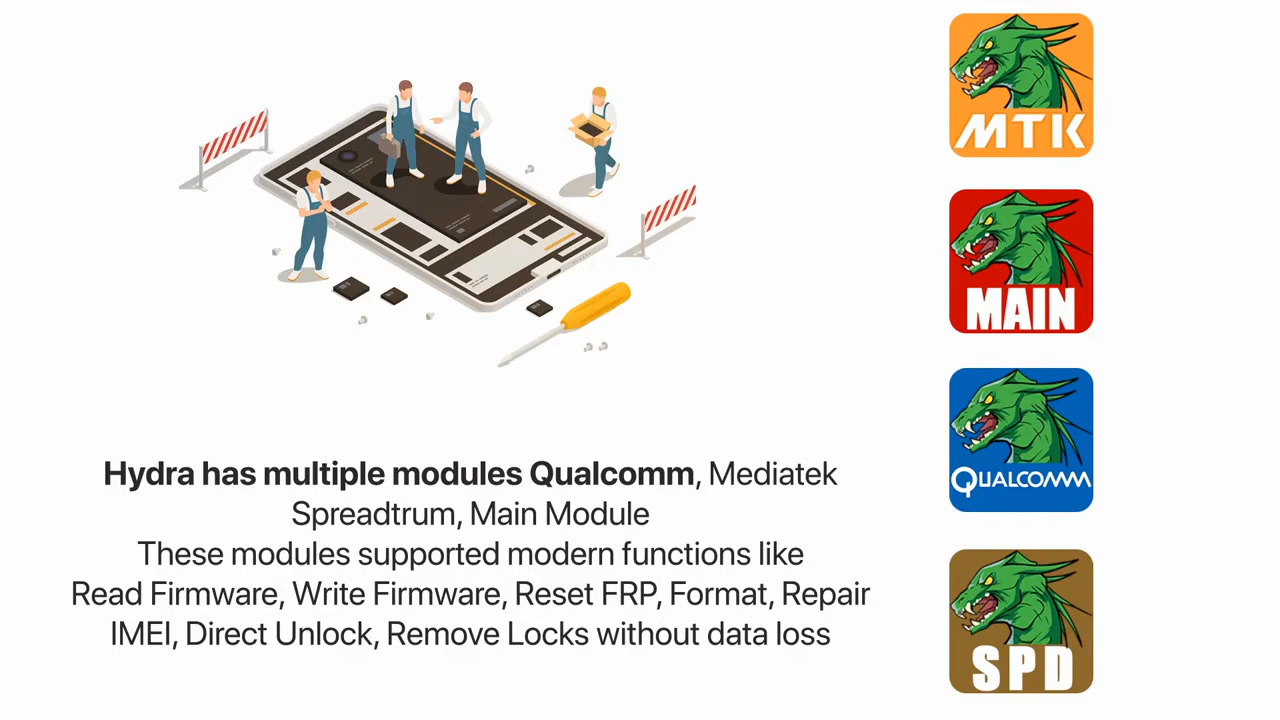 MTK
MAIN
QUALCOMM
SPD
Hydra has multiple modules Qualcomm, Mediatek
Spreadtrum, Main Module
These modules supported modern functions like
Read Firmware, Write Firmware, Reset FRP, Format, Repair
IMEI, Direct Unlock, Remove Locks without data loss